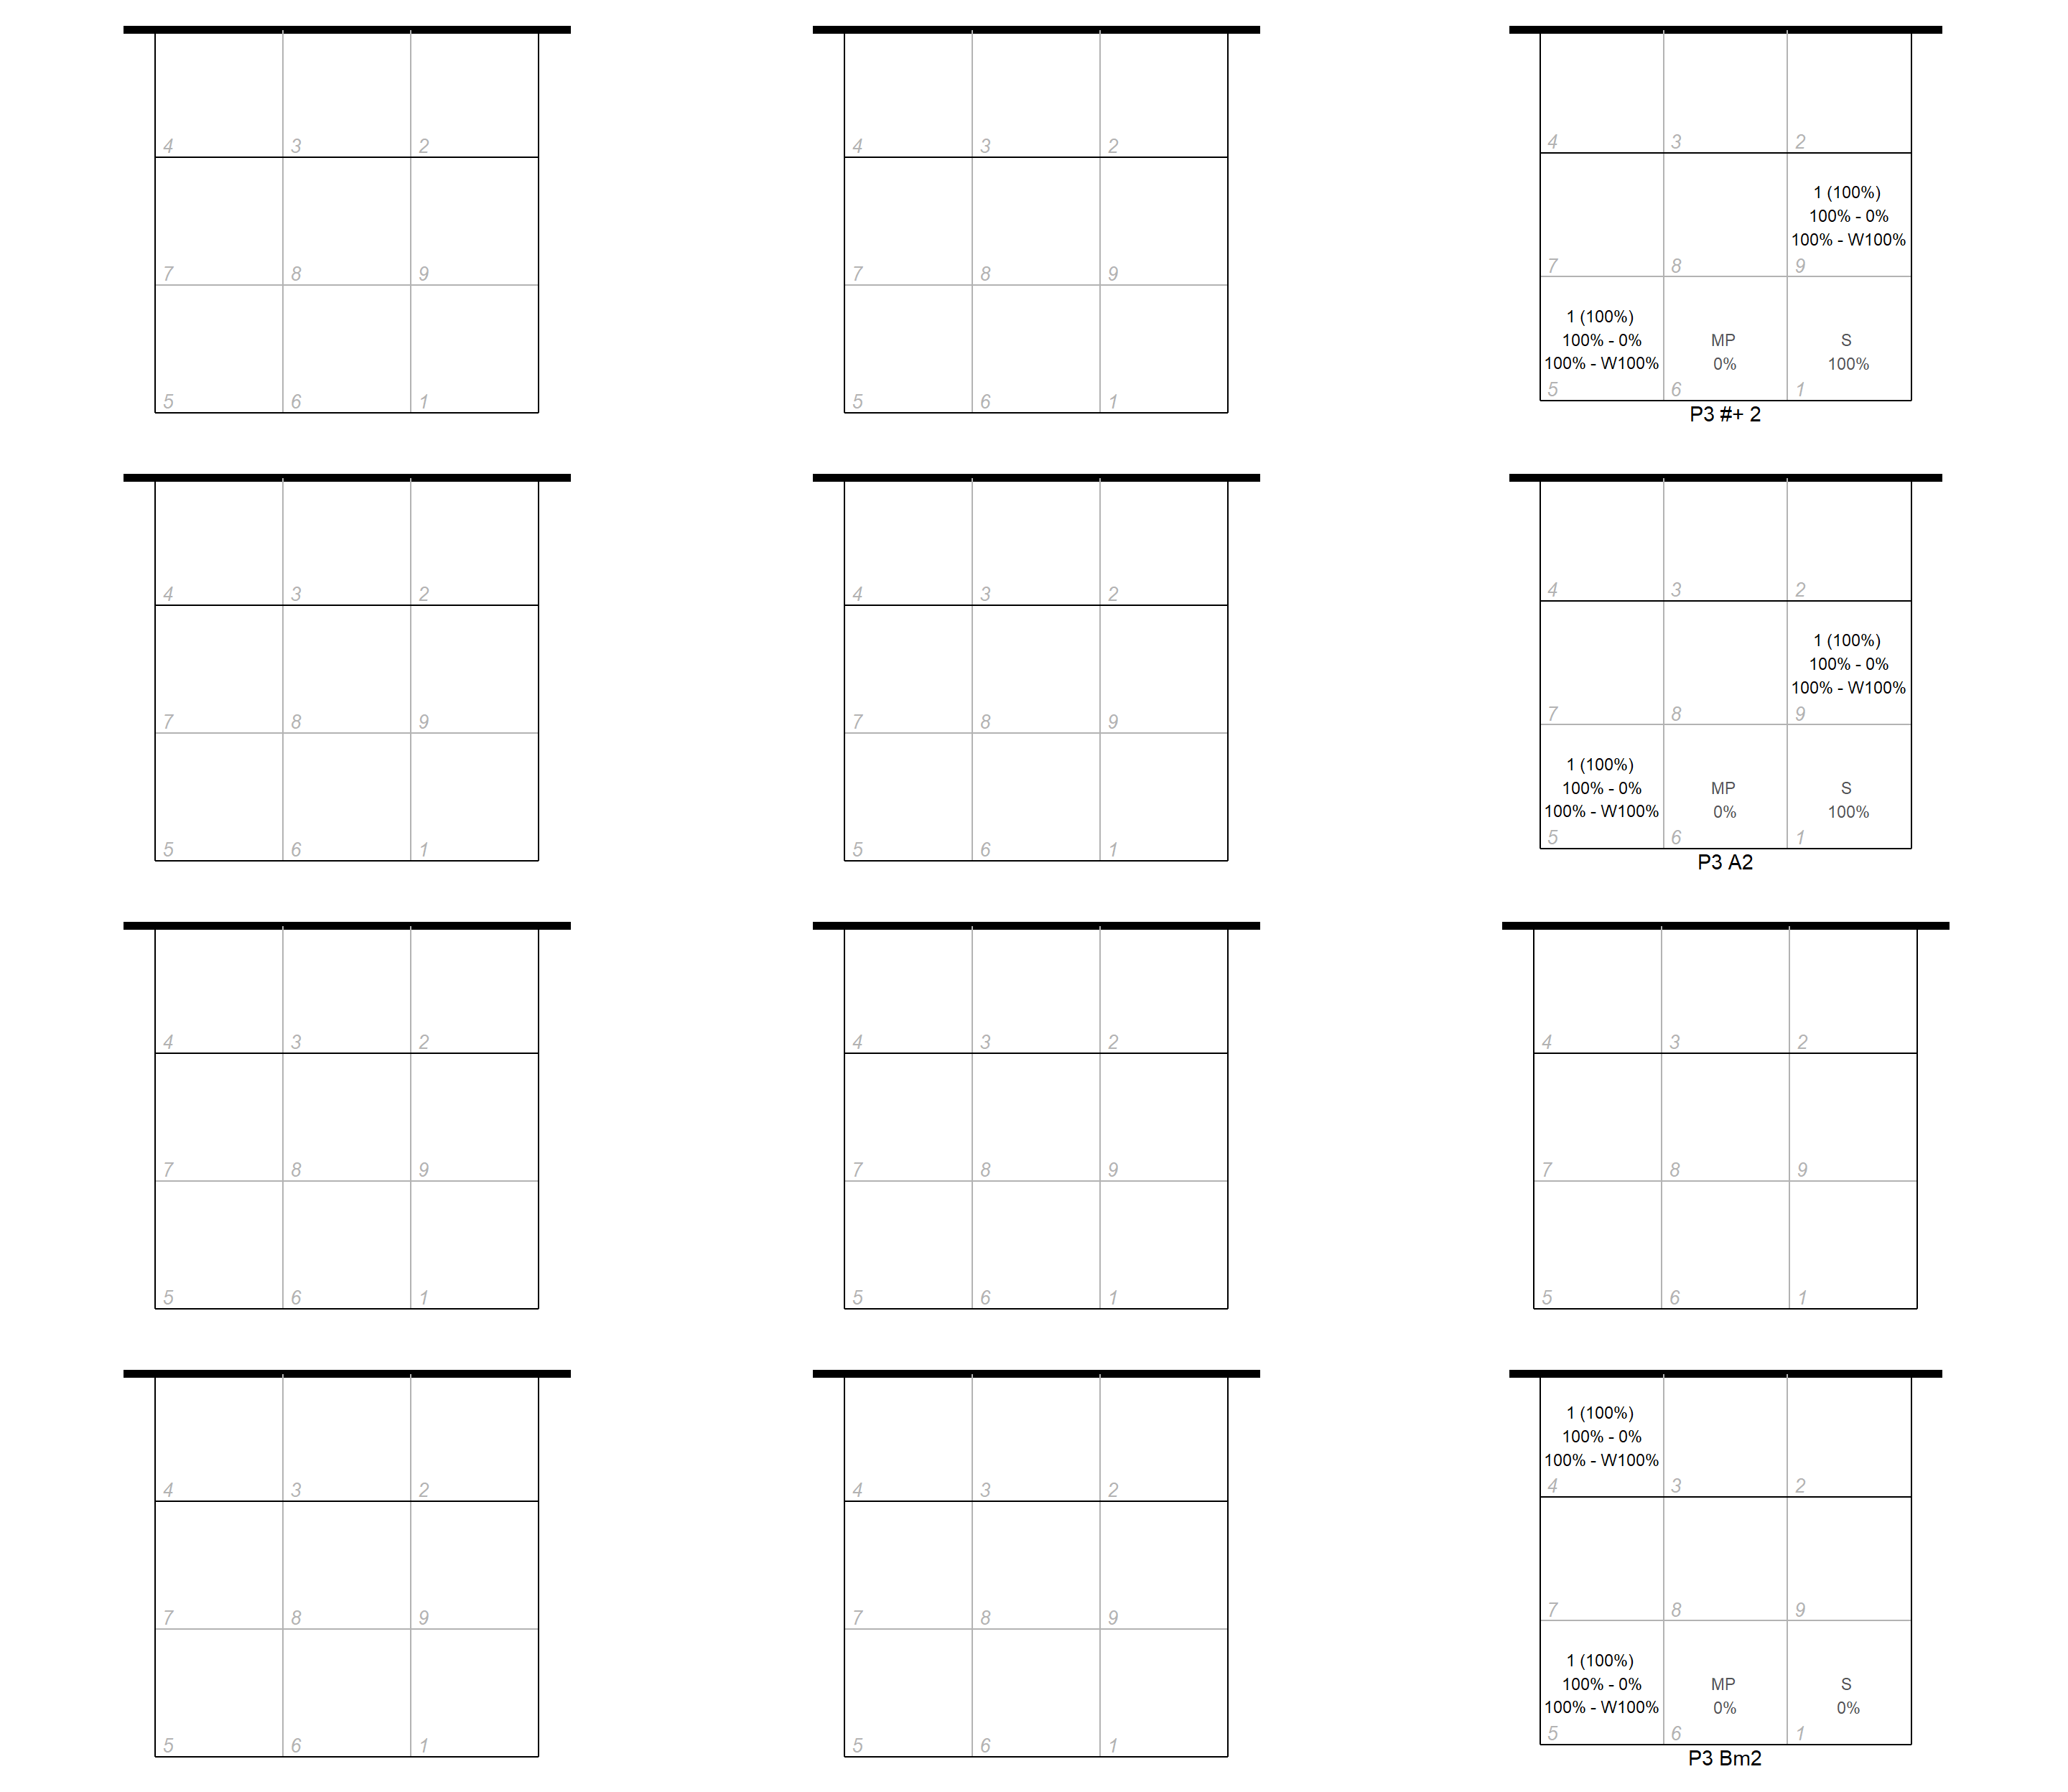 4 3 2 4 3 2 4 3 2
1 (100%)
100% - 0%
100% - W100%
7 8 9 7 8 9 7 8 9
1 (100%)
100% - 0% MP S
100% - W100% 0% 100%
5 6 1 5 6 1 5 6 1
P3 #+ 2
4 3 2 4 3 2 4 3 2
1 (100%)
100% - 0%
100% - W100%
7 8 9 7 8 9 7 8 9
1 (100%)
100% - 0% MP S
100% - W100% 0% 100%
5 6 1 5 6 1 5 6 1
P3 A2
4 3 2 4 3 2 4 3 2
7 8 9 7 8 9 7 8 9
5 6 1 5 6 1 5 6 1
1 (100%)
100% - 0%
100% - W100%
4 3 2 4 3 2 4 3 2
7 8 9 7 8 9 7 8 9
1 (100%)
100% - 0% MP S
100% - W100% 0% 0%
5 6 1 5 6 1 5 6 1
P3 Bm2